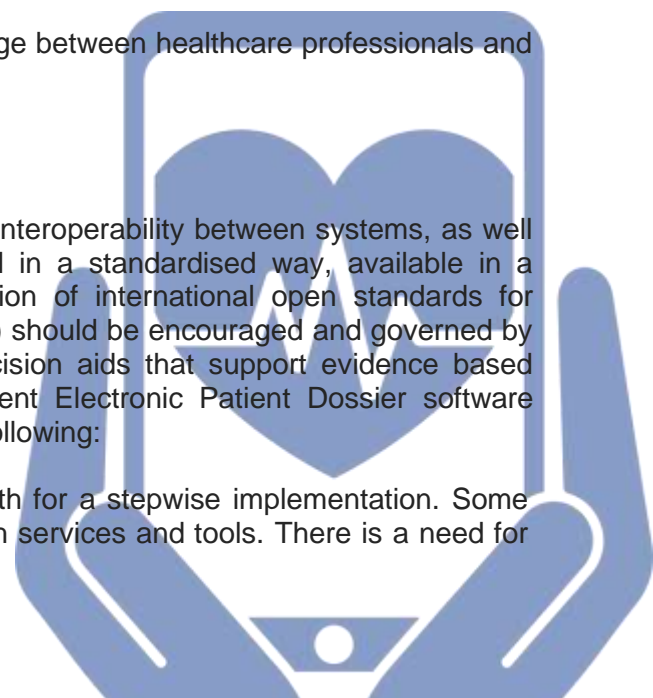 ge between healthcare professionals and
nteroperability between systems, as well
in a standardised way, available in a
ion of international open standards for
should be encouraged and governed by
cision aids that support evidence based
ent Electronic Patient Dossier software
ollowing:
th for a stepwise implementation. Some
services and tools. There is a need for